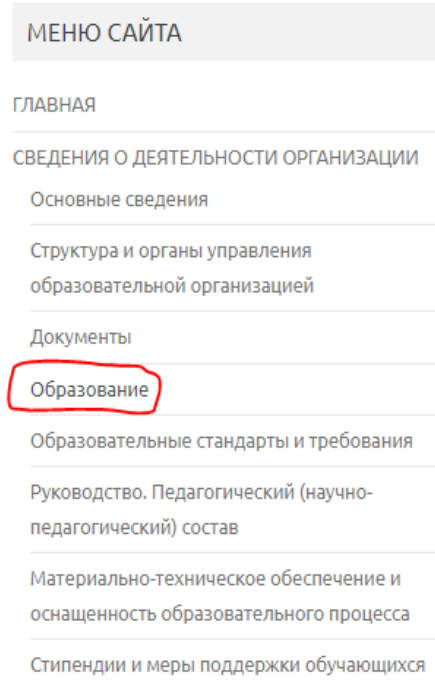 МЕНЮ САЙТА
ГЛАВНАЯ
СВЕДЕНИЯ О ДЕЯТЕЛЬНОСТИ ОРГАНИЗАЦИИ
Основные сведения
Структура и органы управления
образовательной организацией
Документы
Образование
Образовательные стандарты и требования
Руководство. Педагогический (научно-
педагогический) состав
Материально-техническое обеспечение и
оснащенность образовательного процесса
Стипендии и меры поддержки обучающихся